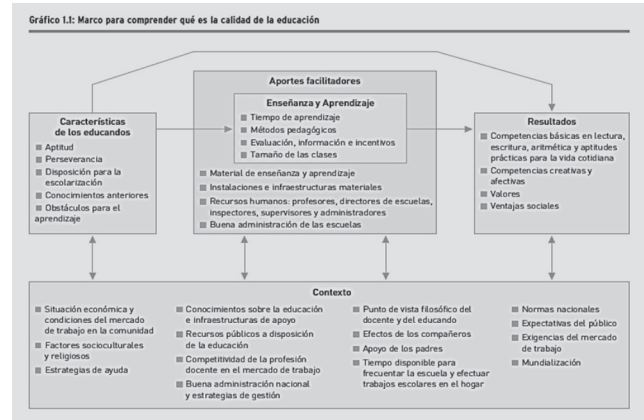 Gráfico 1.1: Marco para comprender qué es la calidad de la educación
Aportes facilitadores
Enseñanza y Aprendizaje
Tiempo de aprendizaje
Métodos pedagógicos
Evaluación, información e incentivos
Tamaño de las clases
Material de enseñanza y aprendizaje
Instalaciones e infraestructuras materiales
Recursos humanos: profesores, directores de escuelas,
inspectores, supervisores y administradores
Buena administración de las escuelas
Características
de los educandos
Aptitud
Perseverancia
Disposición para la
escolarización
Conocimientos anteriores
Obstáculos para el
aprendizaje
Resultados
Competencias básicas en lectura,
escritura, aritmética y aptitudes
prácticas para la vida cotidiana
Competencias creativas y
afectivas
Valores
Ventajas sociales
Contexto
Situación económica y
condiciones del mercado
de trabajo en la comunidad
Factores socioculturales
y religiosos
Estrategias de ayuda
Conocimientos sobre la educación
e infraestructuras de apoyo
Recursos públicos a disposición
de la educación
Competitividad de la profesión
docente en el mercado de trabajo
Buena administración nacional
y estrategias de gestión
Punto de vista filosófico del
docente y del educando
Efectos de los compañeros
Apoyo de los padres
Tiempo disponible para
frecuentar la escuela y efectuar
trabajos escolares en el hogar
Normas nacionales
Expectativas del público
Exigencias del mercado
de trabajo
Mundialización